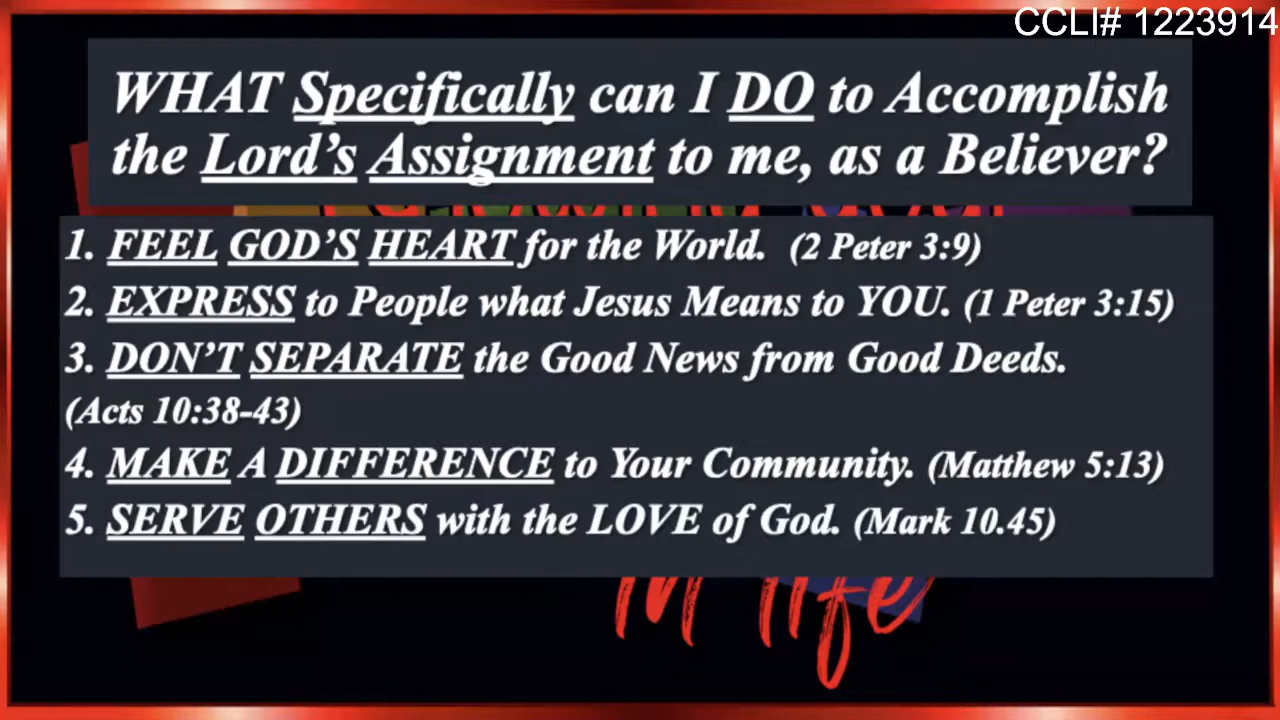 CCLI# 1223914
WHAT Specifically can I DO to Accomplish
the Lord's Assignment to me, as a Believer?
1. FEEL GOD'S HEART for the World. (2 Peter 3:9)
2. EXPRESS to People what Jesus Means to YOU. (1 Peter 3:15)
3. DON'T SEPARATE the Good News from Good Deeds.
(Acts 10:38-43)
4. MAKE A DIFFERENCE to Your Community. (Matthew 5:13)
5. SERVE OTHERS with the LOVE of God. (Mark 10.45)
in life